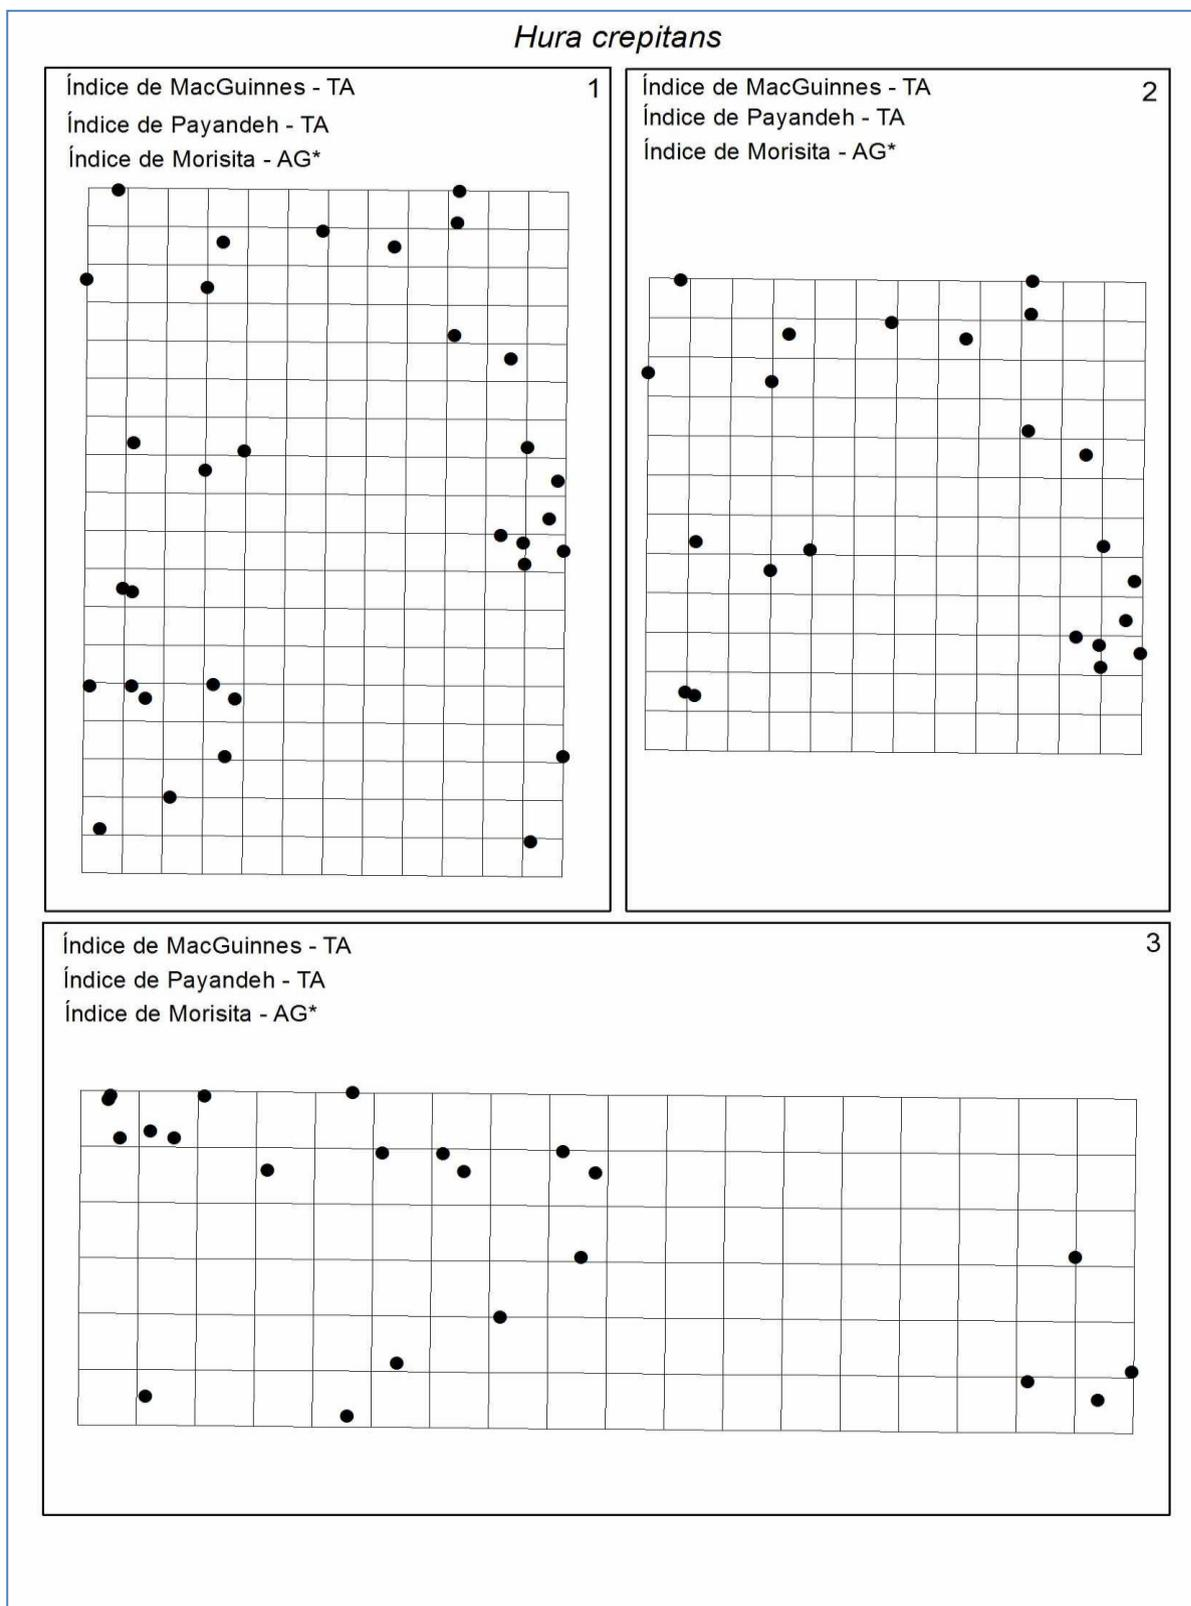 Hura crepitans
Índice de MacGuinnes - TA
1
Índice de Payandeh - TA
Índice de Morisita - AG*
Índice de MacGuinnes - TA
2
Índice de Payandeh - TA
Índice de Morisita - AG*
Índice de MacGuinnes - TA
3
Índice de Payandeh - TA
Índice de Morisita - AG*